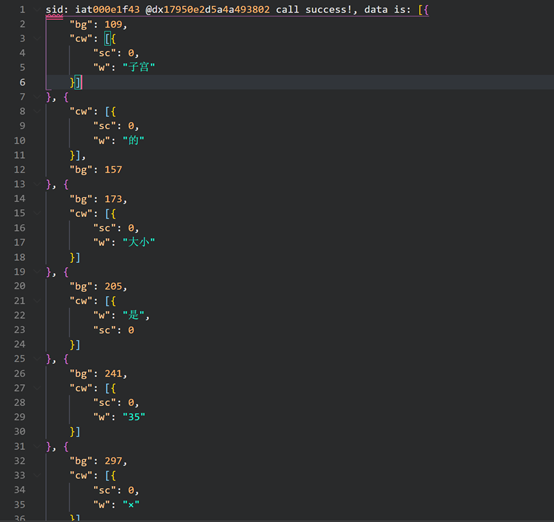 1 sid: iat000e1f43 @dx17950e2d5a4a493802 call success!, data is: [{
2 "bg": 109,
3 "cw": [{
4 "sc": 0,
5 "w": "子宫"
6 }]
7 }, {
8 "cw": [{
9 "sc": 0,
10 "w": "的"
11 }],
12 "bg": 157
13 }, {
14 "bg": 173,
15 "cw": [{
16 "sc": 0,
17 "w": "大小"
18 }]
19 }, {
20 "bg": 205,
21 "cw": [{
22 "w": "是",
23 "sc": 0
24 }]
25 }, {
26 "bg": 241,
27 "cw": [{
28 "sc": 0,
29 "w": "35"
30 }]
31 }, {
32 "bg": 297,
33 "cw": [{
34 "sc": 0,
35 "w": "×"
36 }]